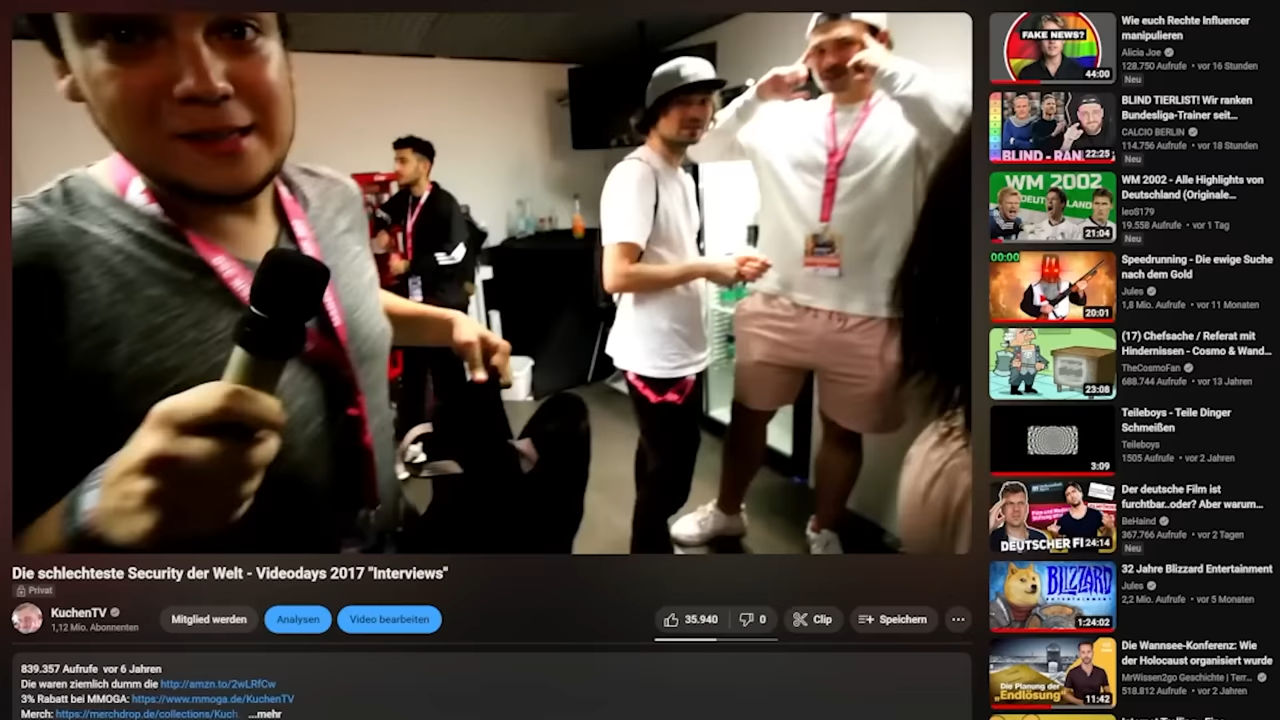 Die schlechteste Security der Welt - Videodays 2017 "Interviews"
Privat
KuchenTV
1,12 Mio. Abonnenten
Mitglied werden
Analysen
Video bearbeiten
35.940
0
Clip
Speichern
839.357 Aufrufe vor 6 Jahren
Die waren ziemlich dumm die http://amzn.to/2wLRfCw
3% Rabatt bei MMOGA: https://www.mmoga.de/KuchenTV
Merch: https://merchdrop.de/collections/Kuch ...mehr
FAKE NEWS?
44:00
Wie euch Rechte Influencer
manipulieren
Alicia Joe
128.750 Aufrufe • vor 16 Stunden
Neu
BLIND - RAN
22:25
BLIND TIERLIST! Wir ranken
Bundesliga-Trainer seit...
CALCIO BERLIN
114.756 Aufrufe • vor 18 Stunden
Neu
WM 2002
DEUT LAND
21:04
WM 2002 - Alle Highlights von
Deutschland (Originale...
leoS179
19.558 Aufrufe • vor 1 Tag
Neu
00:00
20:01
Speedrunning - Die ewige Suche
nach dem Gold
Jules
1,8 Mio. Aufrufe • vor 11 Monaten
23:08
(17) Chefsache / Referat mit
Hindernissen - Cosmo & Wand...
TheCosmoFan
688.744 Aufrufe • vor 13 Jahren
3:09
Teileboys - Teile Dinger
Schmeißen
Teileboys
1505 Aufrufe • vor 2 Jahren
DEUTSCHER FI
24:14
Der deutsche Film ist
furchtbar..oder? Aber warum...
BeHaind
367.766 Aufrufe • vor 2 Tagen
Neu
BLIZZARD
ENTERTAINMENT
1:24:02
32 Jahre Blizzard Entertainment
Jules
2,2 Mio. Aufrufe • vor 5 Monaten
Die Planung der
„Endlösung"
11:42
Die Wannsee-Konferenz: Wie
der Holocaust organisiert wurde
MrWissen2go Geschichte | Terr...
518.812 Aufrufe • vor 2 Jahren